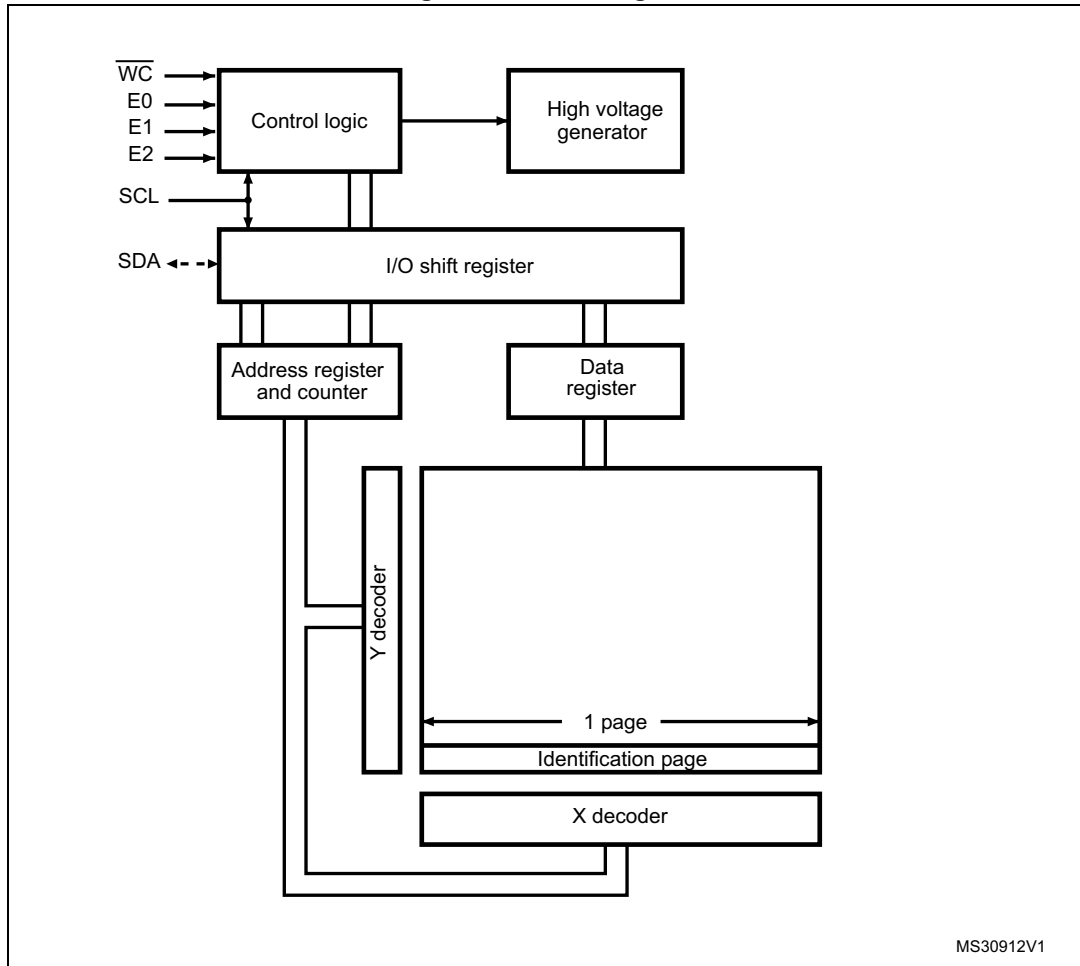 WC
E0
E1
E2
SCL
SDA
Control logic
High voltage
generator
I/O shift register
Address register
and counter
Data
register
Y decoder
1 page
Identification page
X decoder
MS30912V1